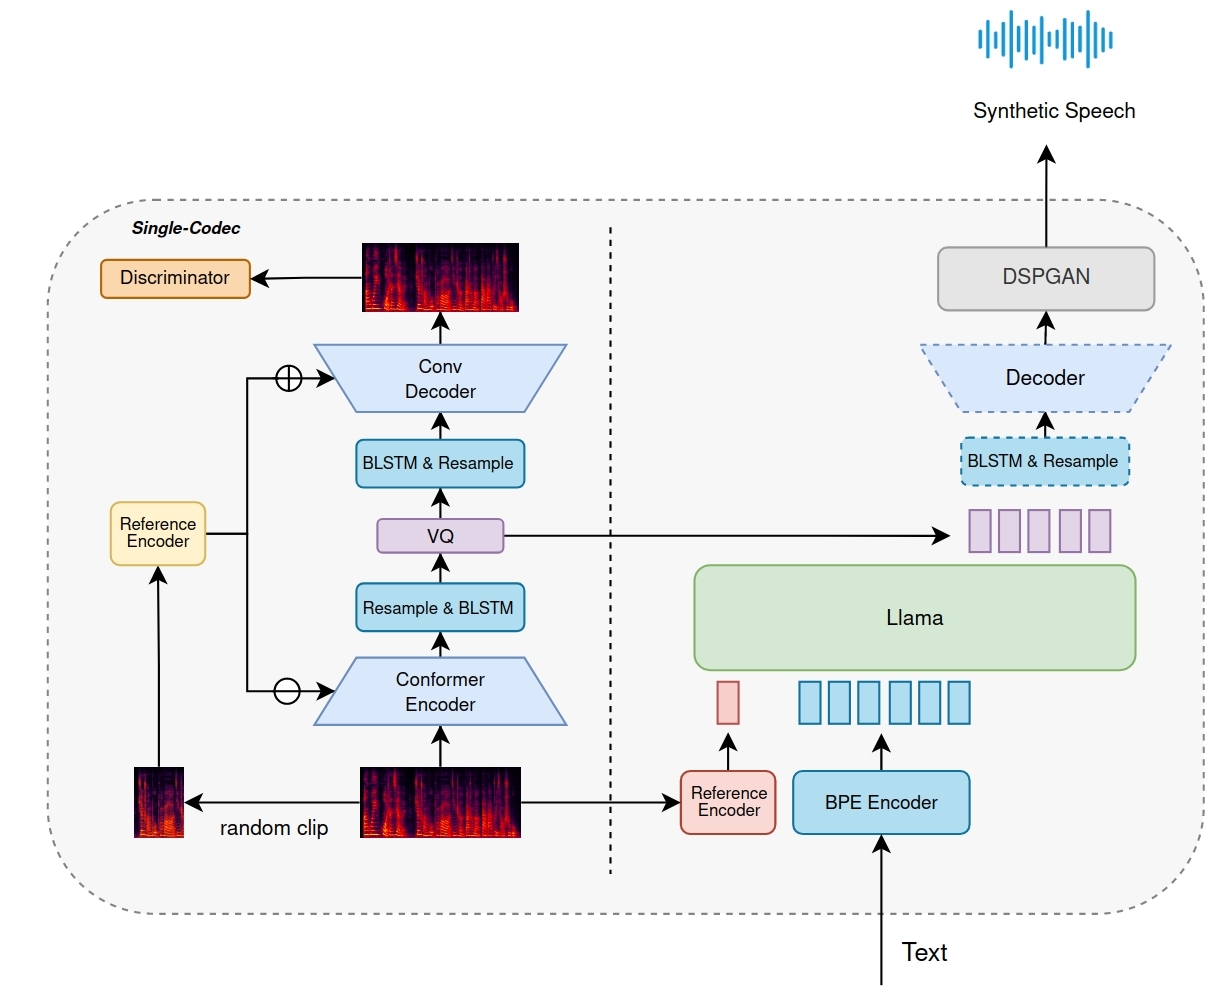 Synthetic Speech
Single-Codec
Discriminator
DSPGAN
Conv
Decoder
Decoder
BLSTM & Resample
BLSTM & Resample
Reference
Encoder
VQ
Resample & BLSTM
Llama
Conformer
Encoder
random clip
Reference
Encoder
BPE Encoder
Text